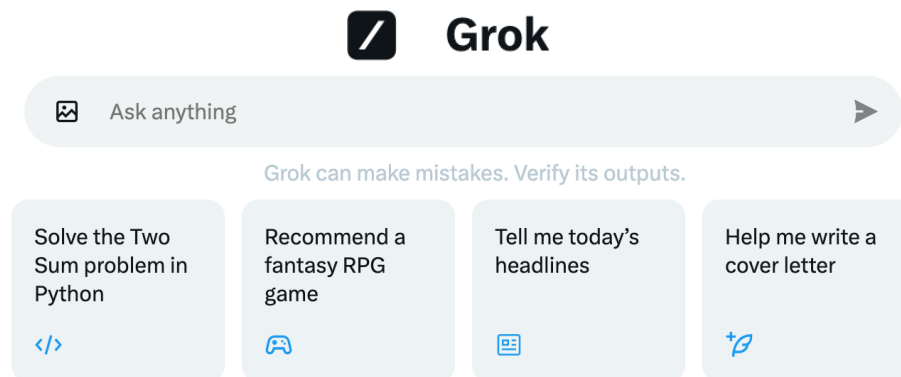 Grok
Ask anything
Grok can make mistakes. Verify its outputs.
Solve the Two
Sum problem in
Python
Recommend a
fantasy RPG
game
Tell me today’s
headlines
Help me write a
cover letter